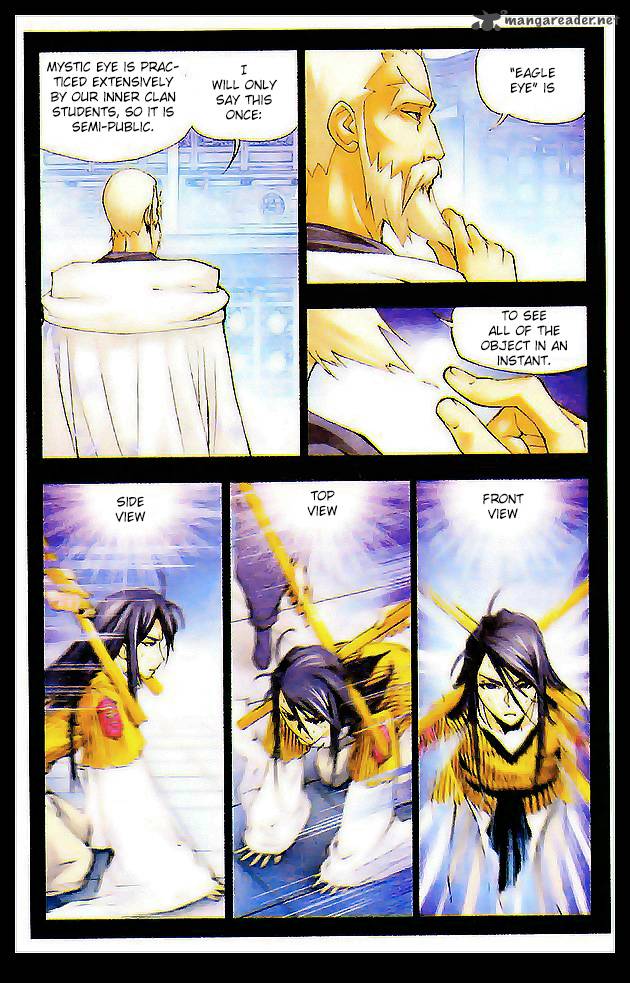 mangareader.net
MYSTIC EYE IS PRAC-
TICED EXTENSIVELY
BY OUR INNER CLAN
STUDENTS, SO IT IS
SEMI-PUBLIC.
I
WILL ONLY
SAY THIS
ONCE:
"EAGLE
EYE" IS
TO SEE
ALL OF THE
OBJECT IN AN
INSTANT.
SIDE
VIEW
TOP
VIEW
FRONT
VIEW